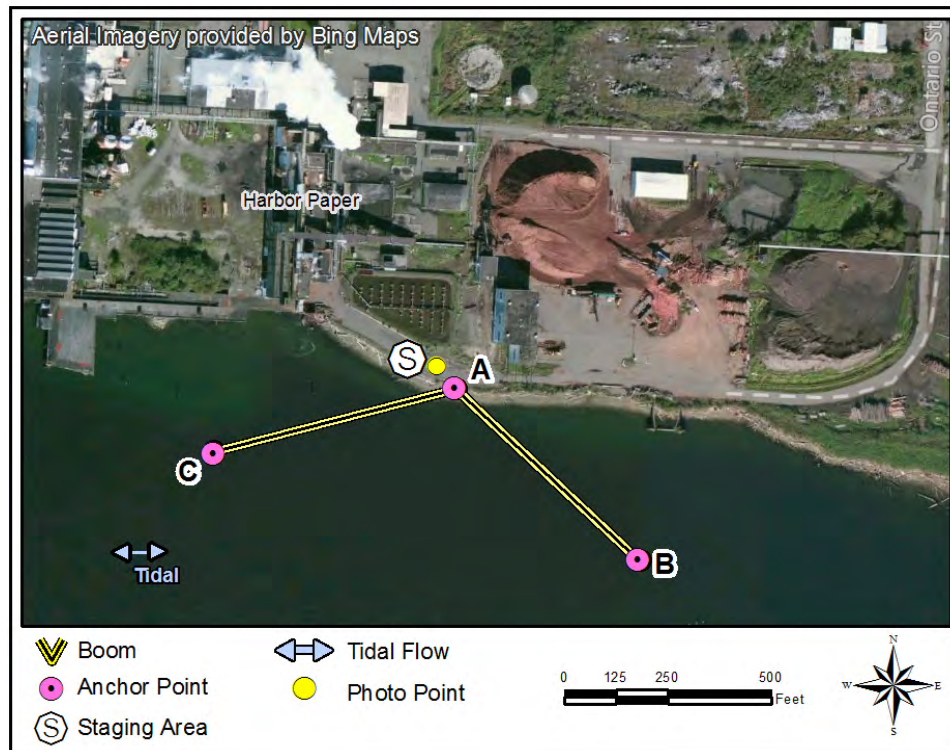 Aerial Imagery provided by Bing Maps
Onrario St
Harbor Paper
S
A
C
B
Tidal
Boom
Anchor Point
S
Staging Area
Tidal Flow
Photo Point
0 125 250 500
Feet
N
W E
S